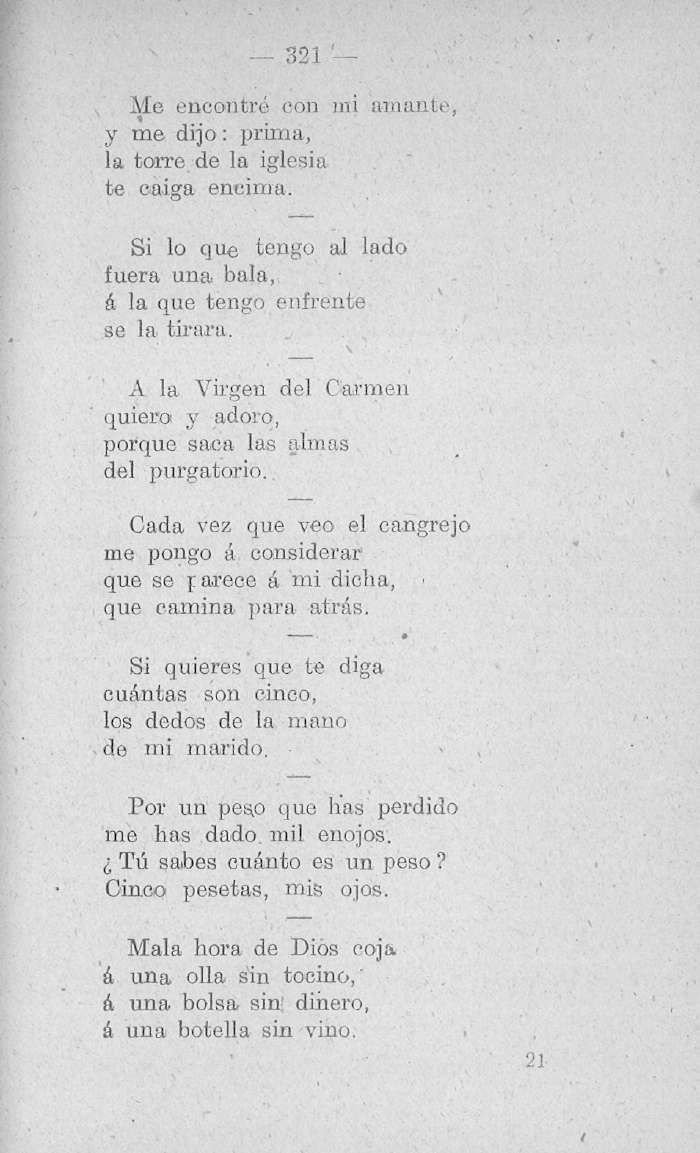 — 321 —
Me encontré con mi amante,
y me dijo: prima,
la torre de la iglesia
te caiga encima.
—
Si lo que tengo al lado
fuera una bala,
á la que tengo enfrente
se la tirara.
—
A la Virgen del Carmen
quiero y adoro,
porque saca las almas
del purgatorio.
—
Cada vez que veo el cangrejo
me pongo á considerar
que se parece á mi dicha,
que camina para atrás.
—
Si quieres que te diga
cuántas son cinco,
los dedos de la mano
de mi marido.
—
Por un peso que has perdido
me has dado mil enojos.
¿Tú sabes cuánto es un peso?
Cinco pesetas, mis ojos.
—
Mala hora de Dios coja
á una olla sin tocino,
á una bolsa sin dinero,
á una botella sin vino.
21